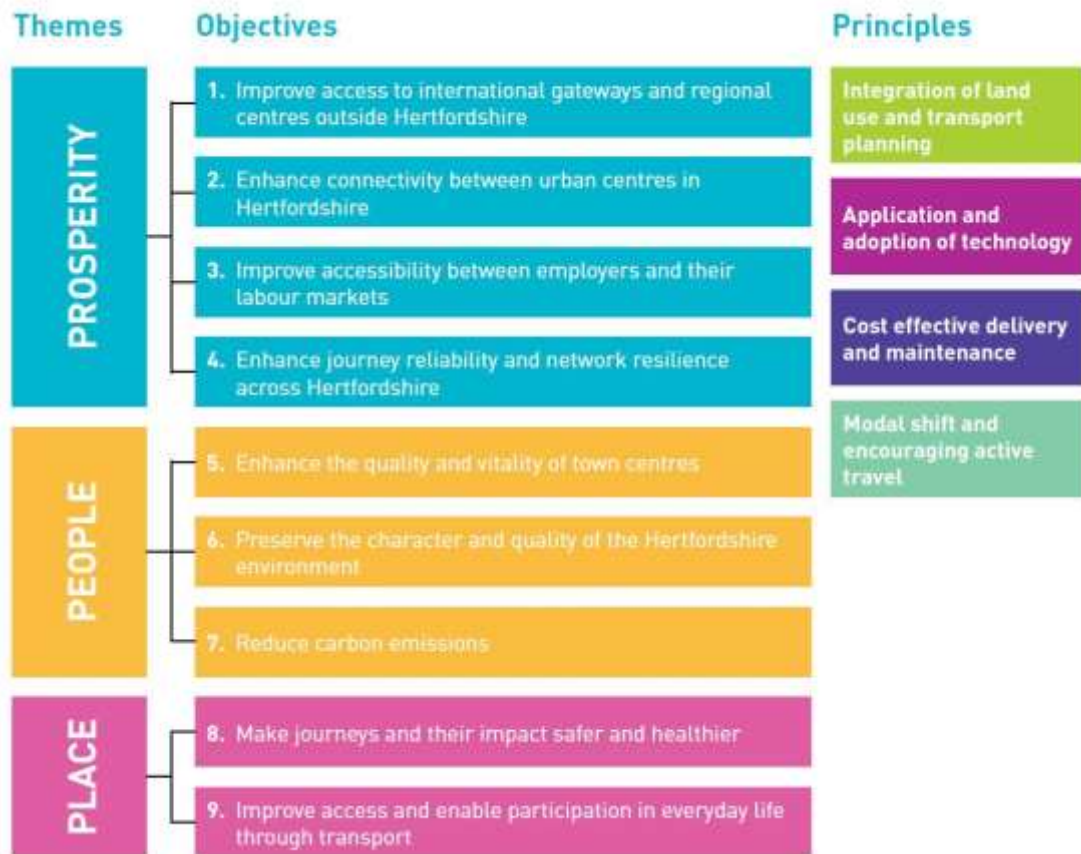 Themes
Objectives
Principles
PROSPERITY
1. Improve access to international gateways and regional
centres outside Hertfordshire
2. Enhance connectivity between urban centres in
Hertfordshire
3. Improve accessibility between employers and their
labour markets
4. Enhance journey reliability and network resilience
across Hertfordshire
PEOPLE
5. Enhance the quality and vitality of town centres
6. Preserve the character and quality of the Hertfordshire
environment
7. Reduce carbon emissions
PLACE
8. Make journeys and their impact safer and healthier
9. Improve access and enable participation in everyday life
through transport
Integration of land
use and transport
planning
Application and
adoption of technology
Cost effective delivery
and maintenance
Modal shift and
encouraging active
travel